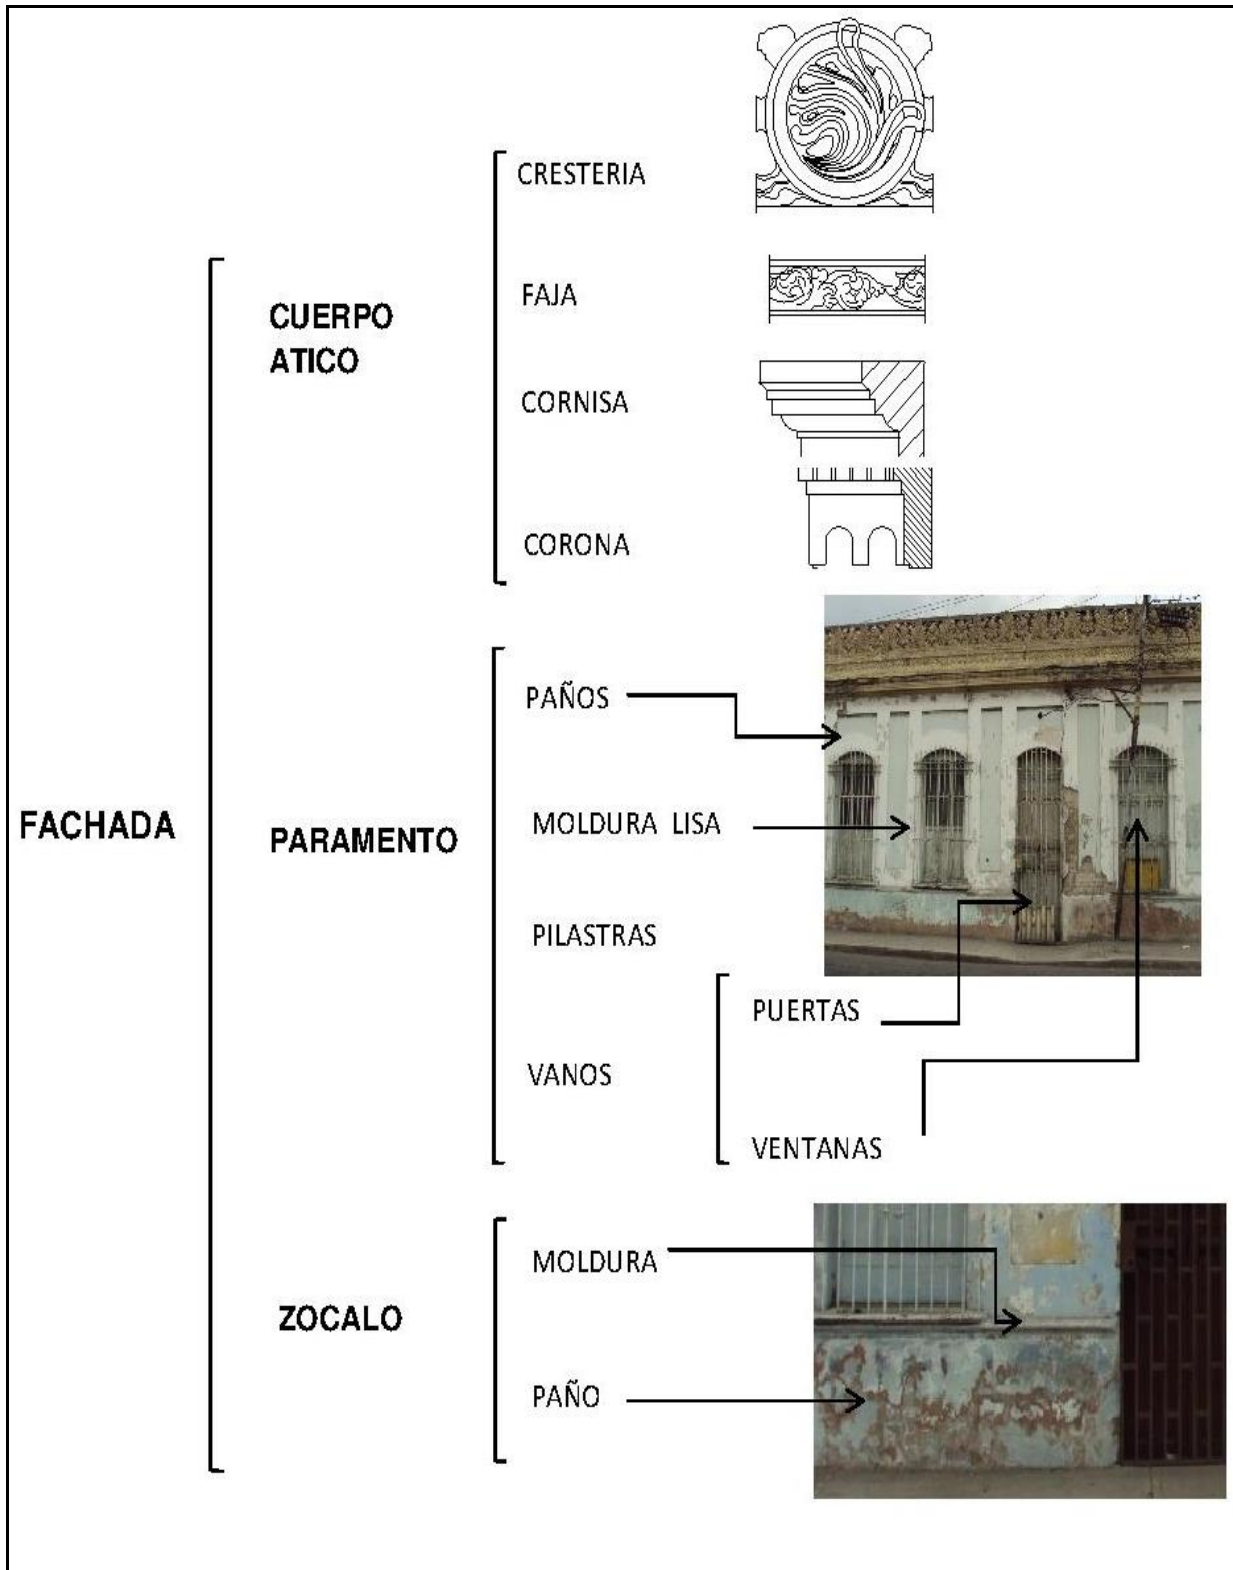 FACHADA
CUERPO
ATICO
CRESTERIA
FAJA
CORNISA
CORONA
PARAMENTO
PAÑOS
MOLDURA LISA
PILASTRAS
VANOS
PUERTAS
VENTANAS
ZOCALO
MOLDURA
PAÑO